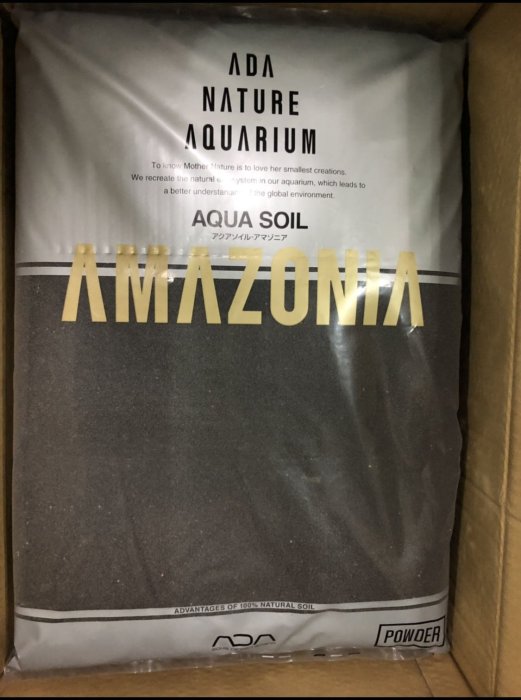 ADA
NATURE
AQUARIUM
To know Mother Nature is to love her smallest creations.
We recreate the natural system in our aquarium, which leads to
a better the global environment.
AQUA SOIL
アクアソイル・アマゾニア
AMAZONIA
ADVANTAGES OF 100% NATURAL SOIL
ADA
POWDER